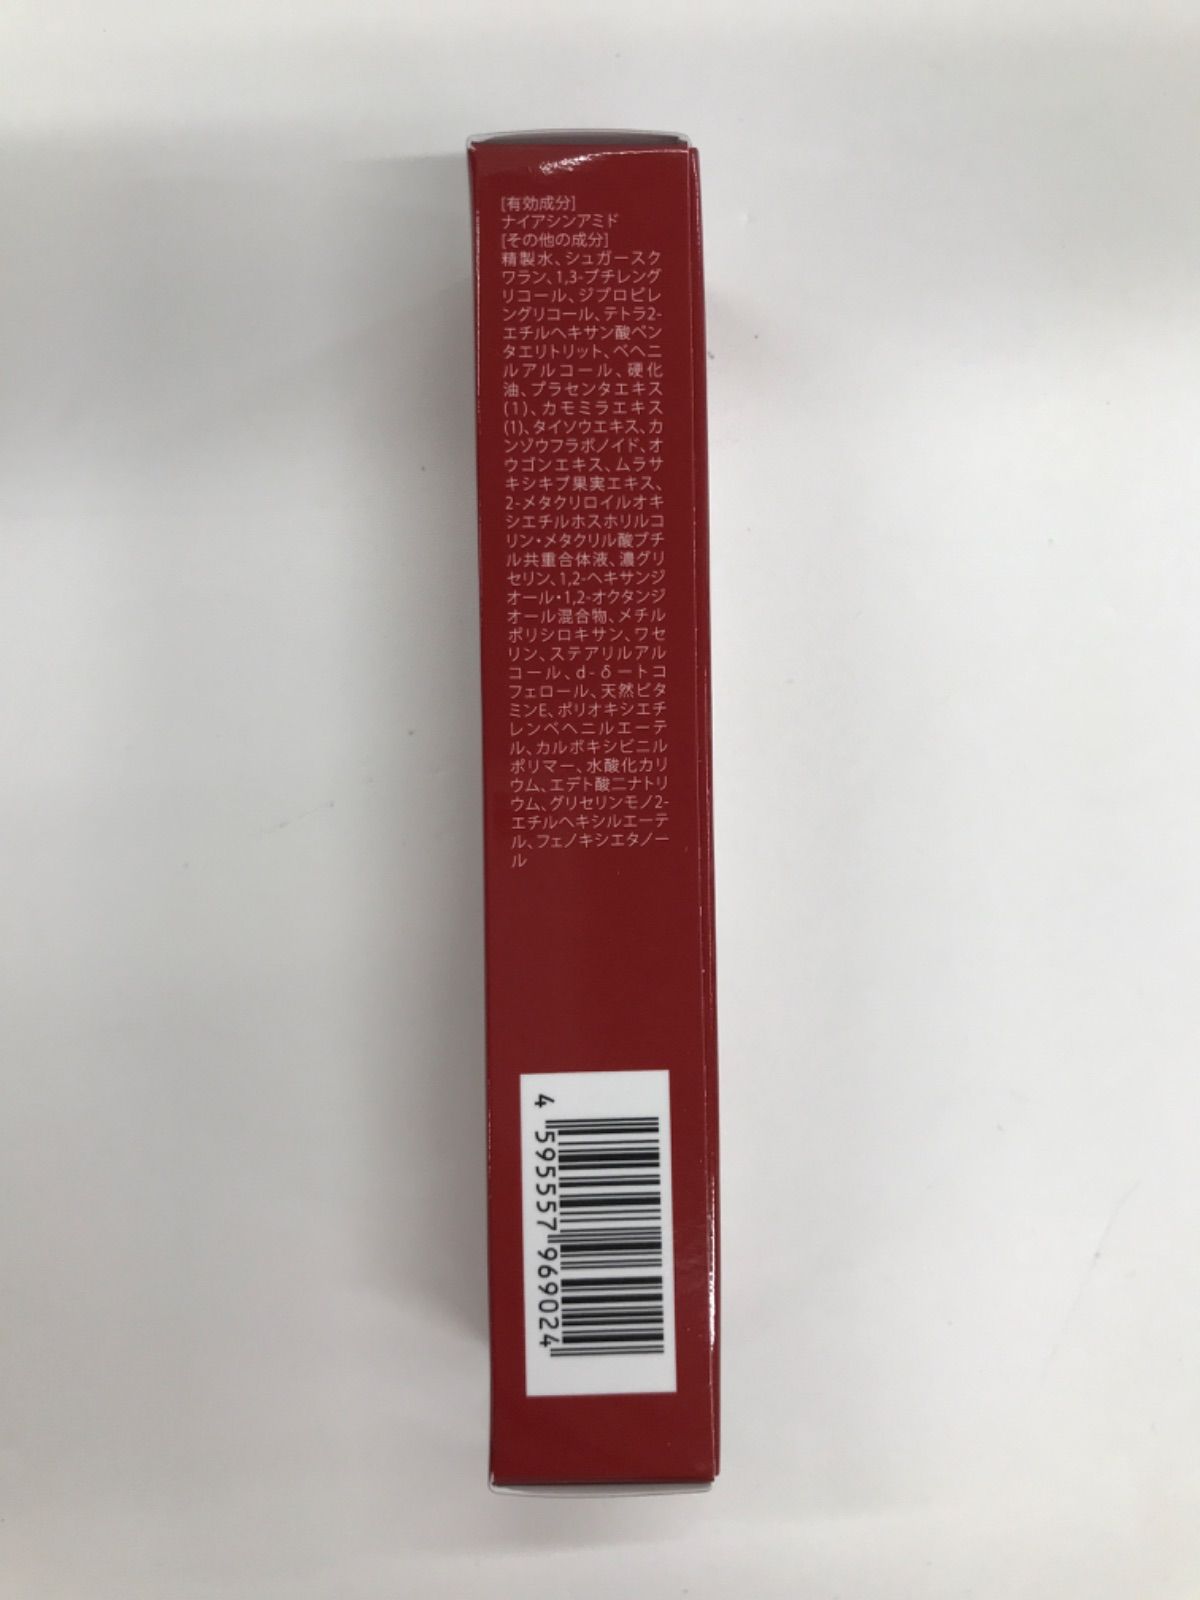 [有効成分]
ナイアシンアミド
[その他の成分]
精製水、シュガースク
ワラン、1,3-ブチレング
リコール、ジプロピレ
ングリコール、テトラ2-
エチルヘキサン酸ペン
タエリトリット、ベヘニ
ルアルコール、硬化
油、プラセンタエキス
(1)、カモミラエキス
(1)、タイソウエキス、カ
ンゾウフラボノイド、オ
ウゴンエキス、ムラサ
キシキブ果実エキス、
2-メタクリロイルオキ
シエチルホスホリルコ
リン・メタクリル酸ブチ
ル共重合体液、濃グリ
セリン、1,2-ヘキサンジ
オール・1,2-オクタンジ
オール混合物、メチル
ポリシロキサン、ワセ
リン、ステアリルアル
コール、d-δートコ
フェロール、天然ビタ
ミンE、ポリオキシエチ
レンベヘニルエーテ
ル、カルボキシビニル
ポリマー、水酸化カリ
ウム、エデト酸二ナトリ
ウム、グリセリンモノ2-
エチルヘキシルエーテ
ル、フェノキシエタノー
ル
4 595557 969024